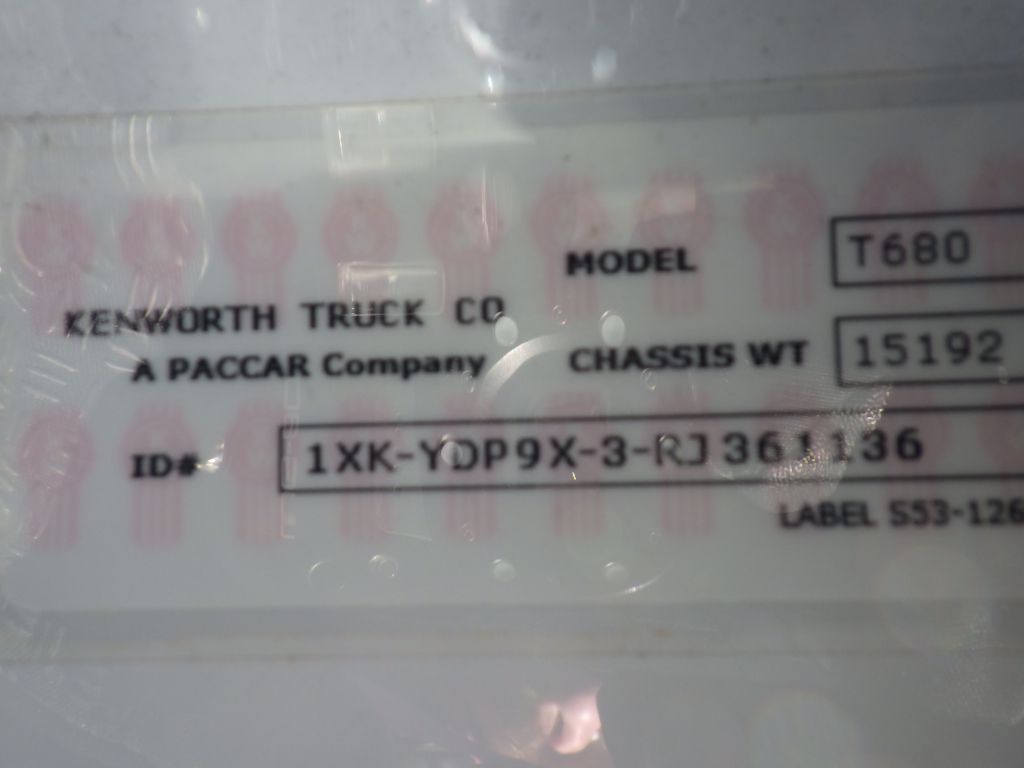 MODEL T680
KENWORTH TRUCK CO
A PACCAR Company
CHASSIS WT 15192
ID# 1XK-YDP9X-3-RJ361136
LABEL S53-126